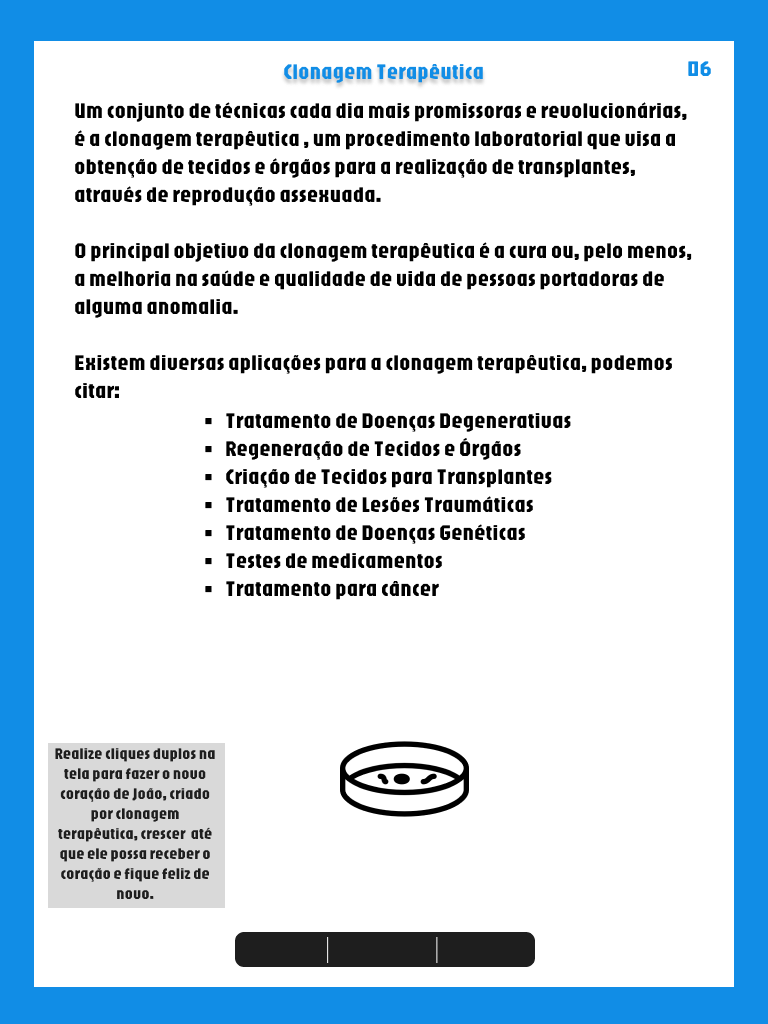 Clonagem Terapêutica
06
Um conjunto de técnicas cada dia mais promissoras e revolucionárias,
é a clonagem terapêutica , um procedimento laboratorial que visa a
obtenção de tecidos e órgãos para a realização de transplantes,
através de reprodução assexuada.
O principal objetivo da clonagem terapêutica é a cura ou, pelo menos,
a melhoria na saúde e qualidade de vida de pessoas portadoras de
alguma anomalia.
Existem diversas aplicações para a clonagem terapêutica, podemos
citar:
▪ Tratamento de Doenças Degenerativas
▪ Regeneração de Tecidos e Órgãos
▪ Criação de Tecidos para Transplantes
▪ Tratamento de Lesões Traumáticas
▪ Tratamento de Doenças Genéticas
▪ Testes de medicamentos
▪ Tratamento para câncer
Realize cliques duplos na
tela para fazer o novo
coração de João, criado
por clonagem
terapêutica, crescer até
que ele possa receber o
coração e fique feliz de
novo.